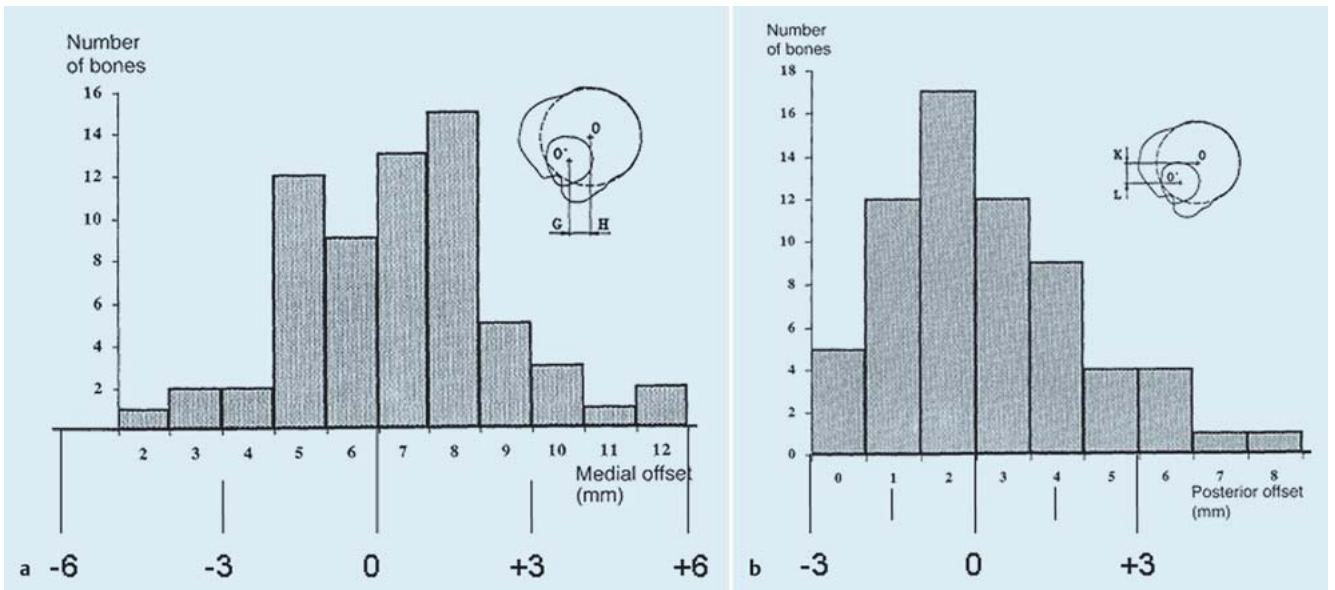 Number
of bones
16
14
12
10
8
6
4
2
O
O'
G H
2 3 4 5 6 7 8 9 10 11 12
Medial offset
(mm)
a -6 -3 0 +3 +6
Number
of bones
18
16
14
12
10
8
6
4
2
0
K
O
O'
L
0 1 2 3 4 5 6 7 8
Posterior offset
(mm)
-3 0 +3
b